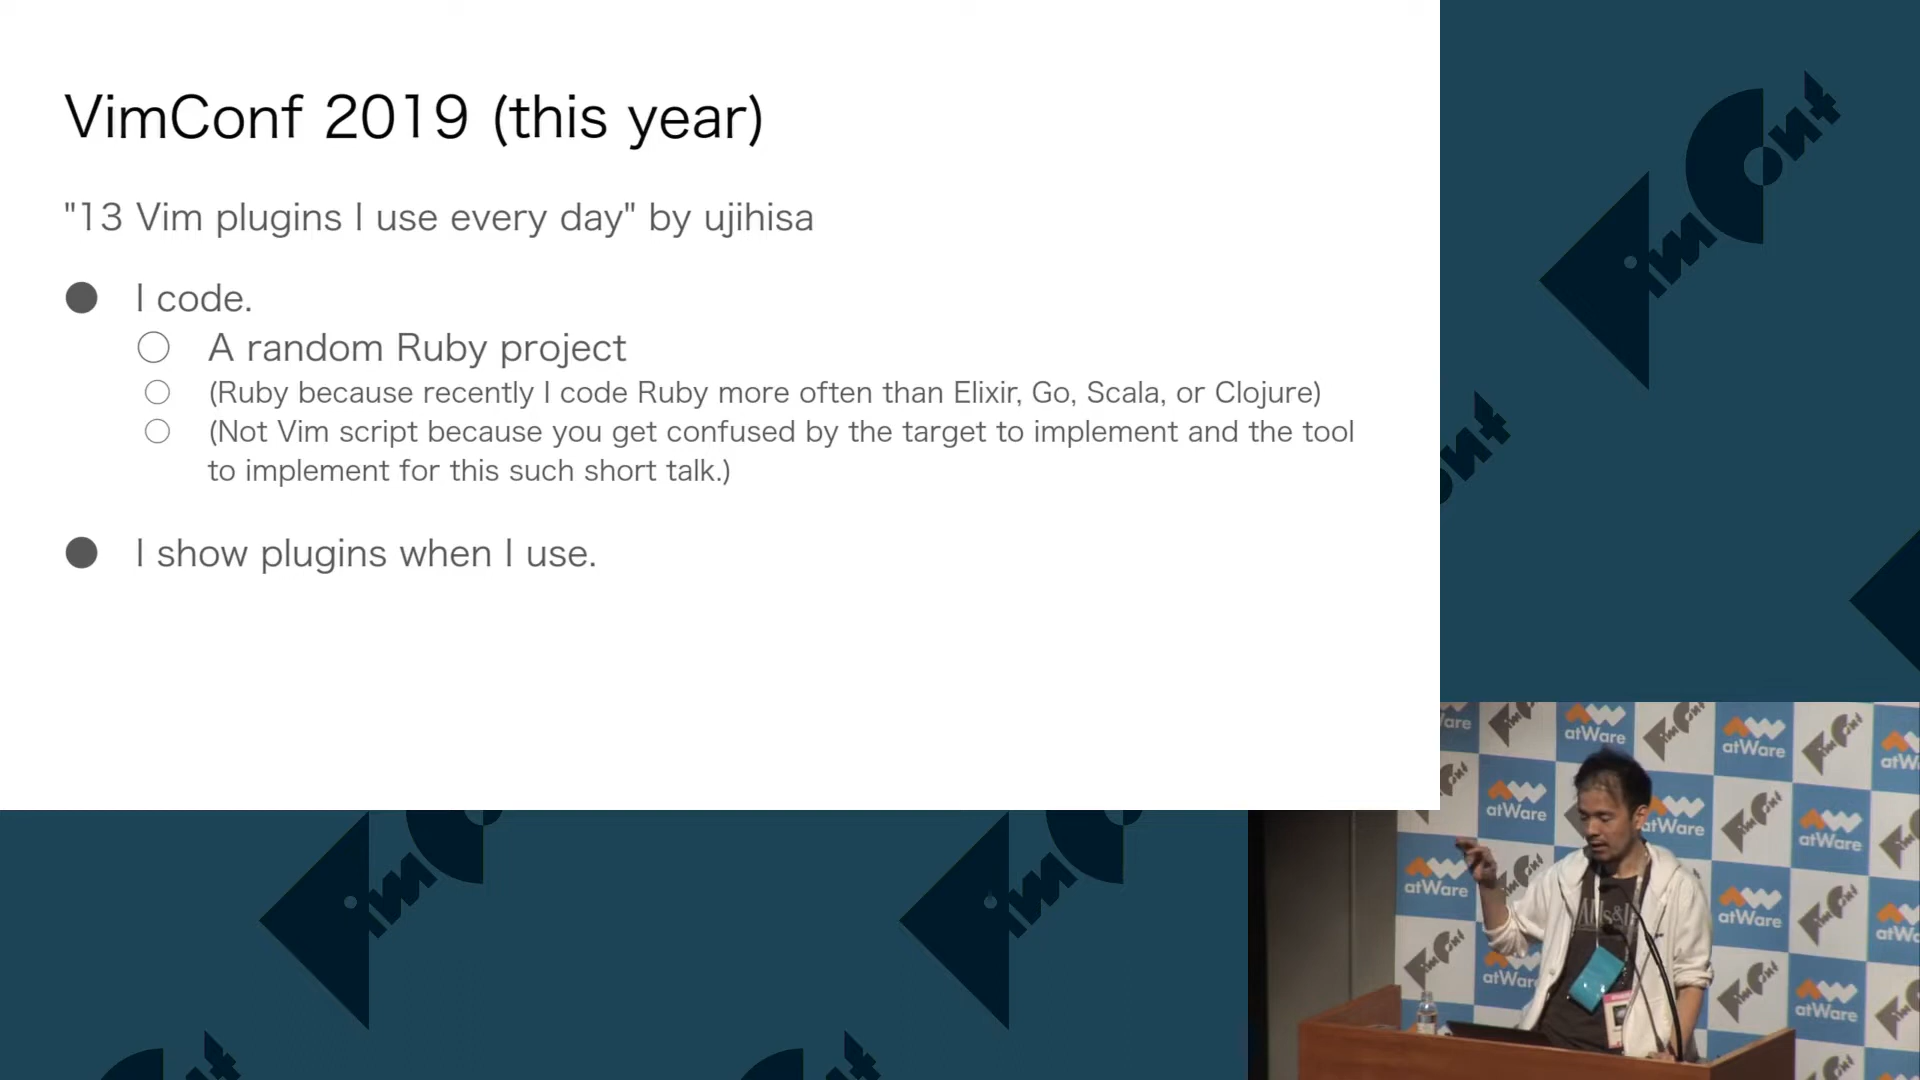 VimConf 2019 (this year)
"13 Vim plugins I use every day" by ujihisa
I code.
A random Ruby project
(Ruby because recently I code Ruby more often than Elixir, Go, Scala, or Clojure)
(Not Vim script because you get confused by the target to implement and the tool
to implement for this such short talk.)
I show plugins when I use.
VimConf
atWare
atWare
atWare
atWare
atWare
atWare
atWare
atWare
atWare